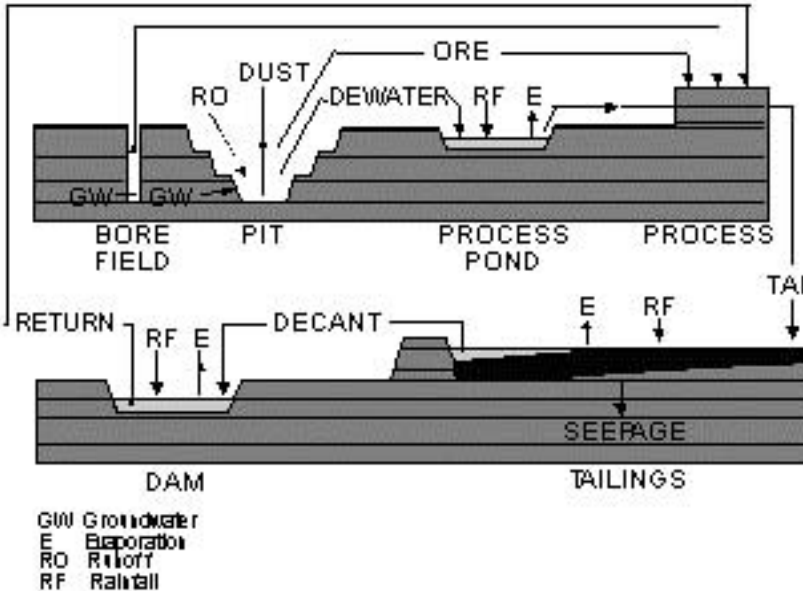 ORE
DUST
RO
DEWATER
RF
E
GW
GW
BORE
FIELD
PIT
PROCESS
POND
PROCESS
TAI
RETURN
RF
E
DECANT
E
RF
SEEPAGE
DAM
TAILINGS
GW Groundwater
E Evaporation
RO Runoff
RF Rainfall